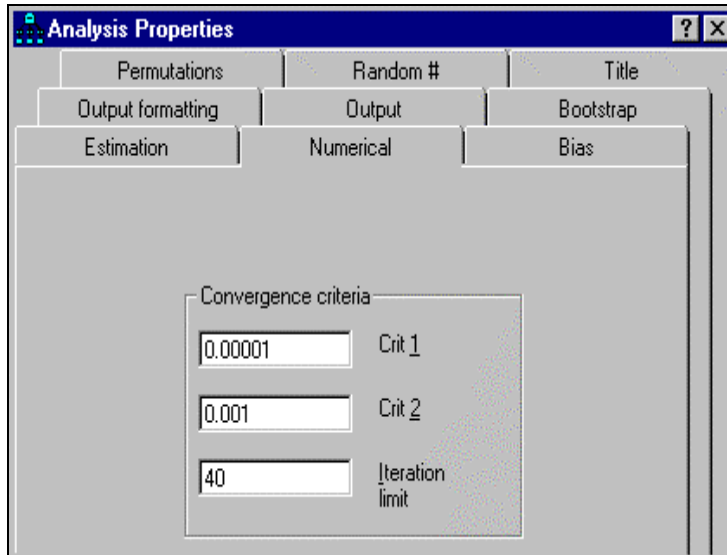 Analysis Properties
Permutations Random # Title
Output formatting Output Bootstrap
Estimation Numerical Bias
Convergence criteria
0.00001 Crit 1
0.001 Crit 2
40 Iteration
limit